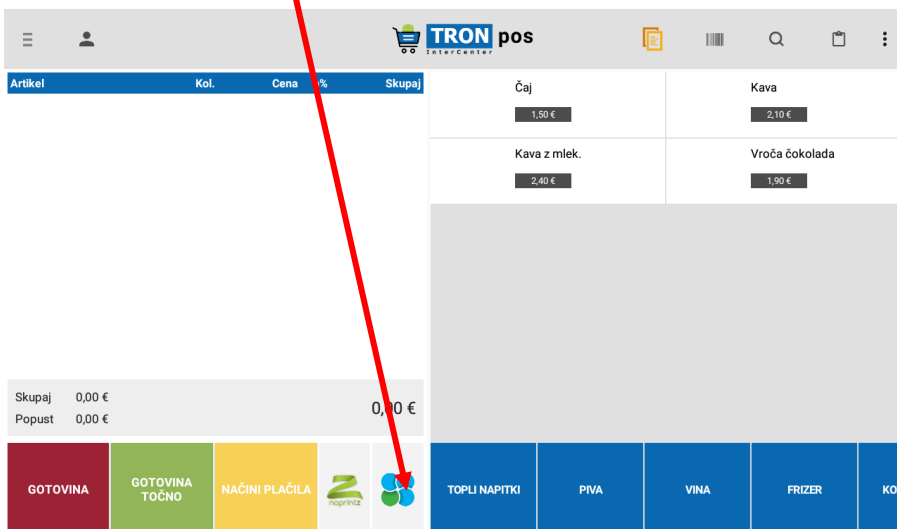 TRON pos
InterCenter
Artikel Kol. Cena % Skupaj
Čaj
1,50 €
Kava
2,10 €
Kava z mlek.
2,40 €
Vroča čokolada
1,90 €
Skupaj 0,00 €
Popust 0,00 €
0,00 €
GOTOVINA
GOTOVINA
TOČNO
NAČINI PLAČILA
noprintz
TOPLI NAPITKI
PIVA
VINA
FRIZER
KO